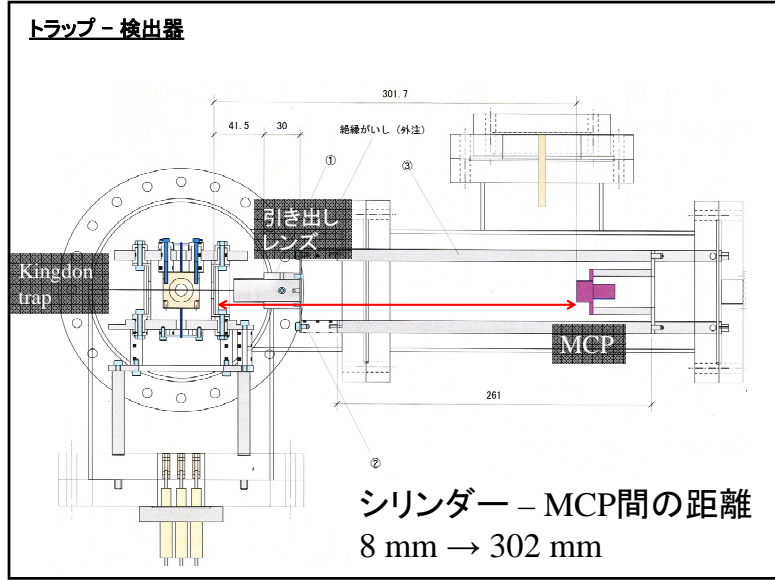 トラップ – 検出器
301.7
41.5
30
絶縁がいし (外注)
①
③
引き出し
レンズ
Kingdon
trap
MCP
261
②
シリンダー – MCP間の距離
8 mm → 302 mm